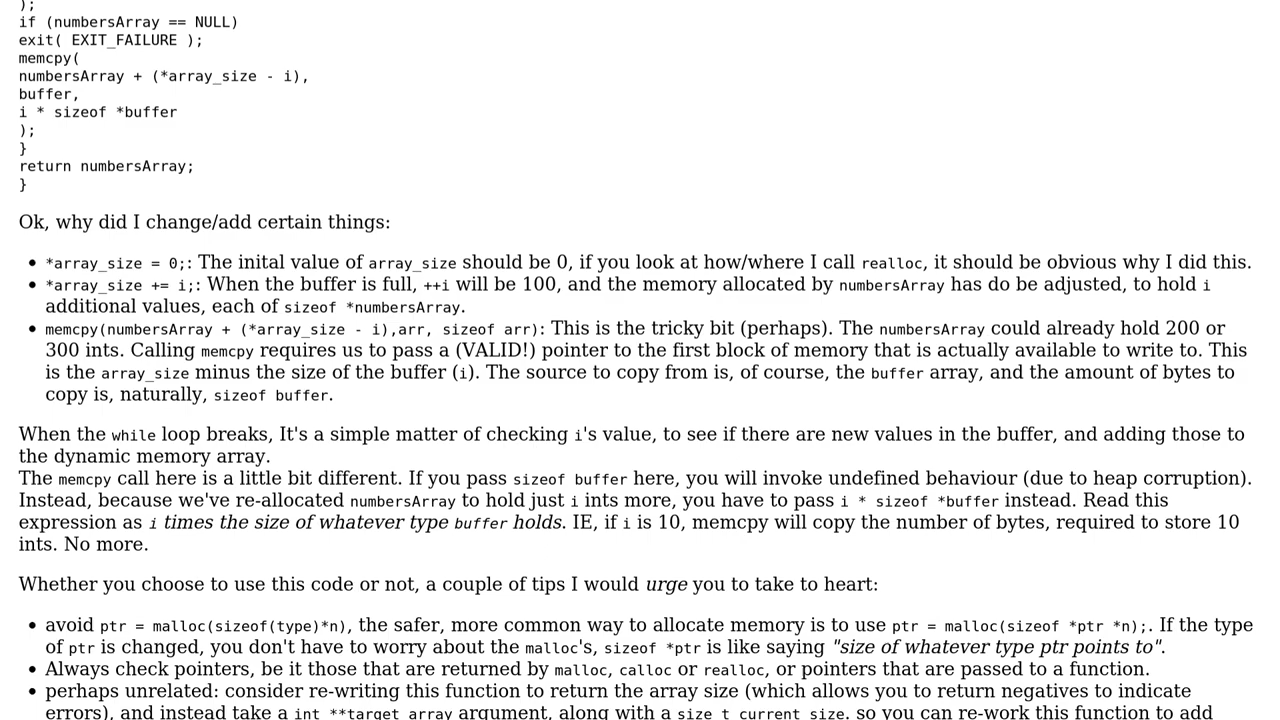 );
if (numbersArray == NULL)
exit( EXIT_FAILURE );
memcpy(
numbersArray + (*array_size - i),
buffer,
i * sizeof *buffer
);
}
return numbersArray;
}
Ok, why did I change/add certain things:
• *array_size = 0;: The inital value of array_size should be 0, if you look at how/where I call realloc, it should be obvious why I did this.
• *array_size += i;: When the buffer is full, ++i will be 100, and the memory allocated by numbersArray has do be adjusted, to hold i
additional values, each of sizeof *numbersArray.
• memcpy(numbersArray + (*array_size - i),arr, sizeof arr): This is the tricky bit (perhaps). The numbersArray could already hold 200 or
300 ints. Calling memcpy requires us to pass a (VALID!) pointer to the first block of memory that is actually available to write to. This
is the array_size minus the size of the buffer (i). The source to copy from is, of course, the buffer array, and the amount of bytes to
copy is, naturally, sizeof buffer.
When the while loop breaks, It's a simple matter of checking i's value, to see if there are new values in the buffer, and adding those to
the dynamic memory array.
The memcpy call here is a little bit different. If you pass sizeof buffer here, you will invoke undefined behaviour (due to heap corruption).
Instead, because we've re-allocated numbersArray to hold just i ints more, you have to pass i * sizeof *buffer instead. Read this
expression as i times the size of whatever type buffer holds. IE, if i is 10, memcpy will copy the number of bytes, required to store 10
ints. No more.
Whether you choose to use this code or not, a couple of tips I would urge you to take to heart:
• avoid ptr = malloc(sizeof(type)*n), the safer, more common way to allocate memory is to use ptr = malloc(sizeof *ptr *n);. If the type
of ptr is changed, you don't have to worry about the malloc's, sizeof *ptr is like saying "size of whatever type ptr points to".
• Always check pointers, be it those that are returned by malloc, calloc or realloc, or pointers that are passed to a function.
• perhaps unrelated: consider re-writing this function to return the array size (which allows you to return negatives to indicate
errors), and instead take a int **target_array argument, along with a size_t current_size, so you can re-work this function to add